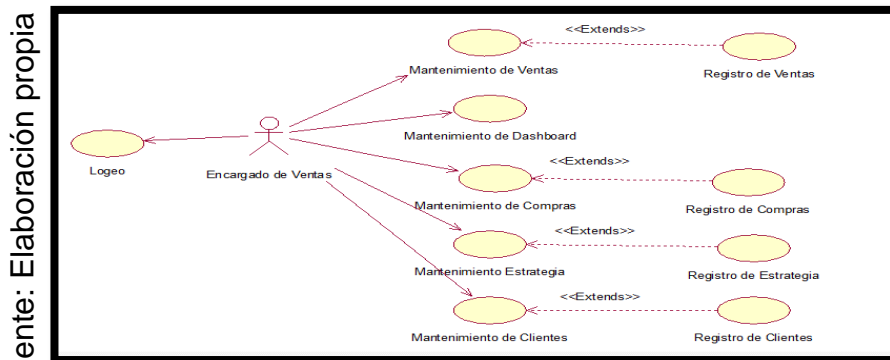 ente: Elaboración propia
<<Extends>>
Mantenimiento de Ventas
Registro de Ventas
Mantenimiento de Dashboard
Logeo
Encargado de Ventas
<<Extends>>
Mantenimiento de Compras
Registro de Compras
<<Extends>>
Mantenimiento Estrategia
Registro de Estrategia
<<Extends>>
Mantenimiento de Clientes
Registro de Clientes